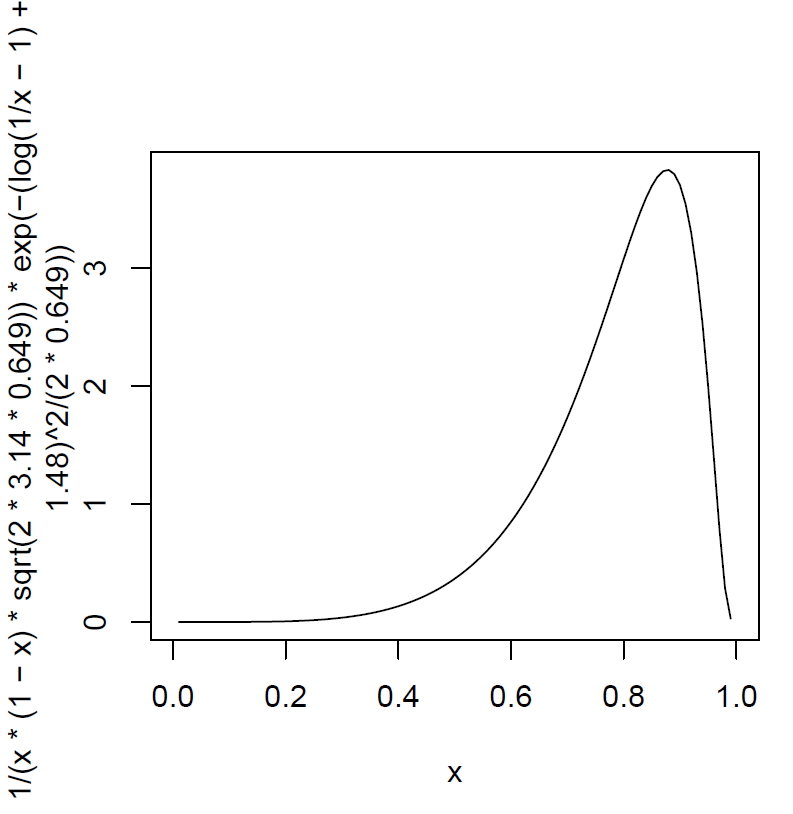 1/(x * (1 − x) * sqrt(2 * 3.14 * 0.649)) * exp(−(log(1/x − 1) +
1.48)^2/(2 * 0.649))
3
2
1
0
0.0 0.2 0.4 0.6 0.8 1.0
x